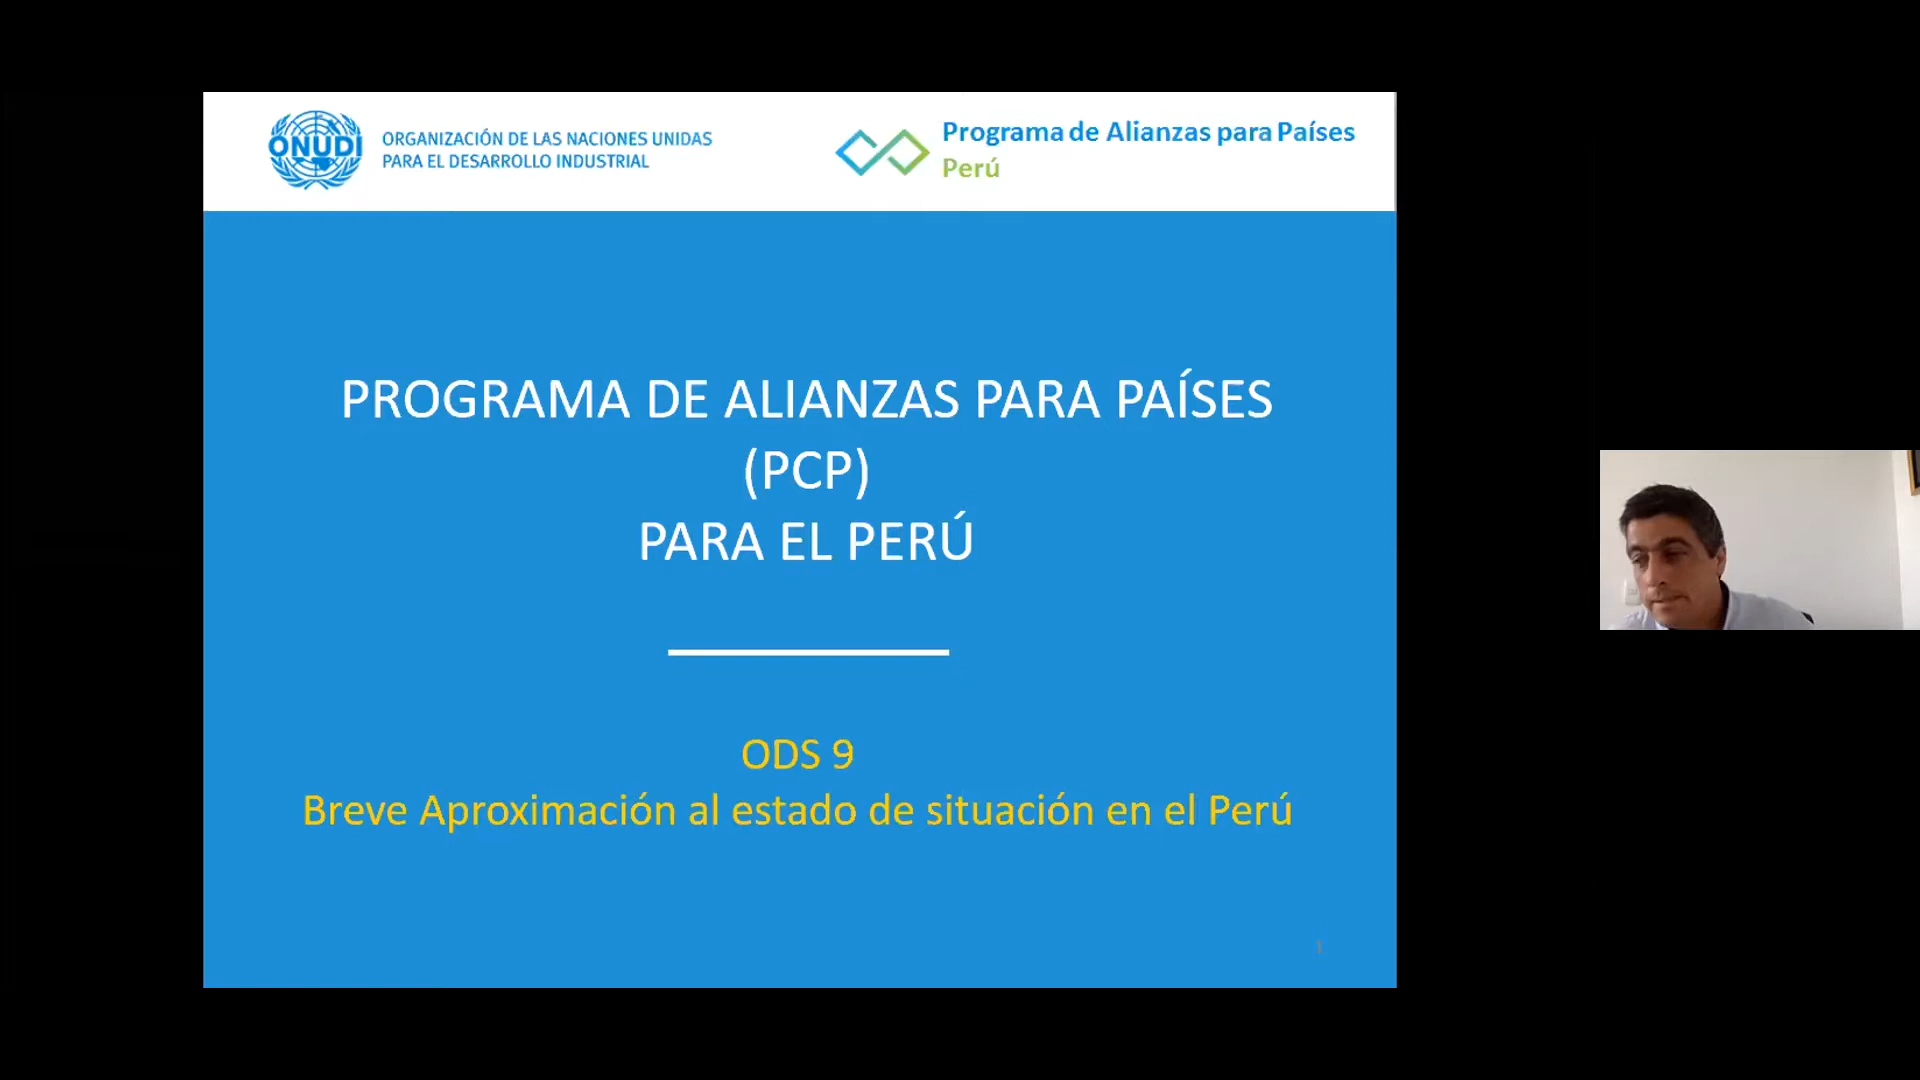 ONUDI
ORGANIZACIÓN DE LAS NACIONES UNIDAS
PARA EL DESARROLLO INDUSTRIAL
Programa de Alianzas para Países
Perú
PROGRAMA DE ALIANZAS PARA PAÍSES
(PCP)
PARA EL PERÚ
ODS 9
Breve Aproximación al estado de situación en el Perú
1